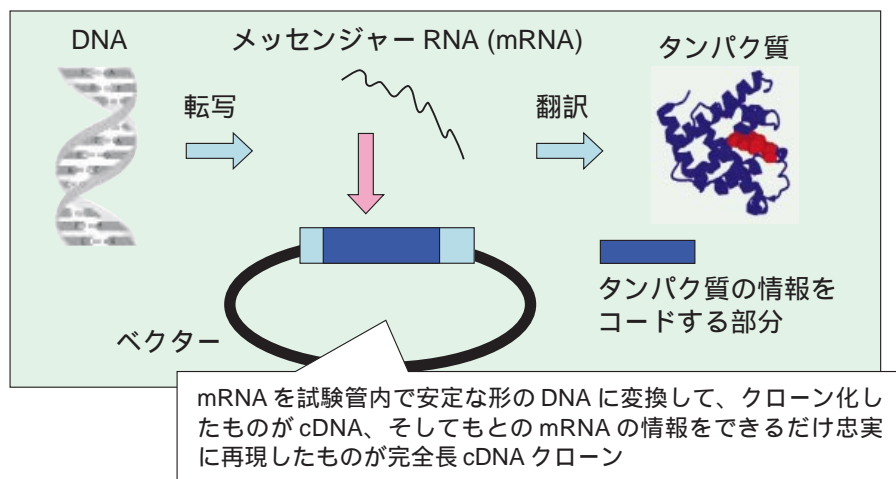 DNA
メッセンジャー RNA (mRNA)
タンパク質
転写
翻訳
タンパク質の情報を
コードする部分
ベクター
mRNA を試験管内で安定な形の DNA に変換して、クローン化し
たものが cDNA、そしてもとの mRNA の情報をできるだけ忠実
に再現したものが完全長 cDNA クローン